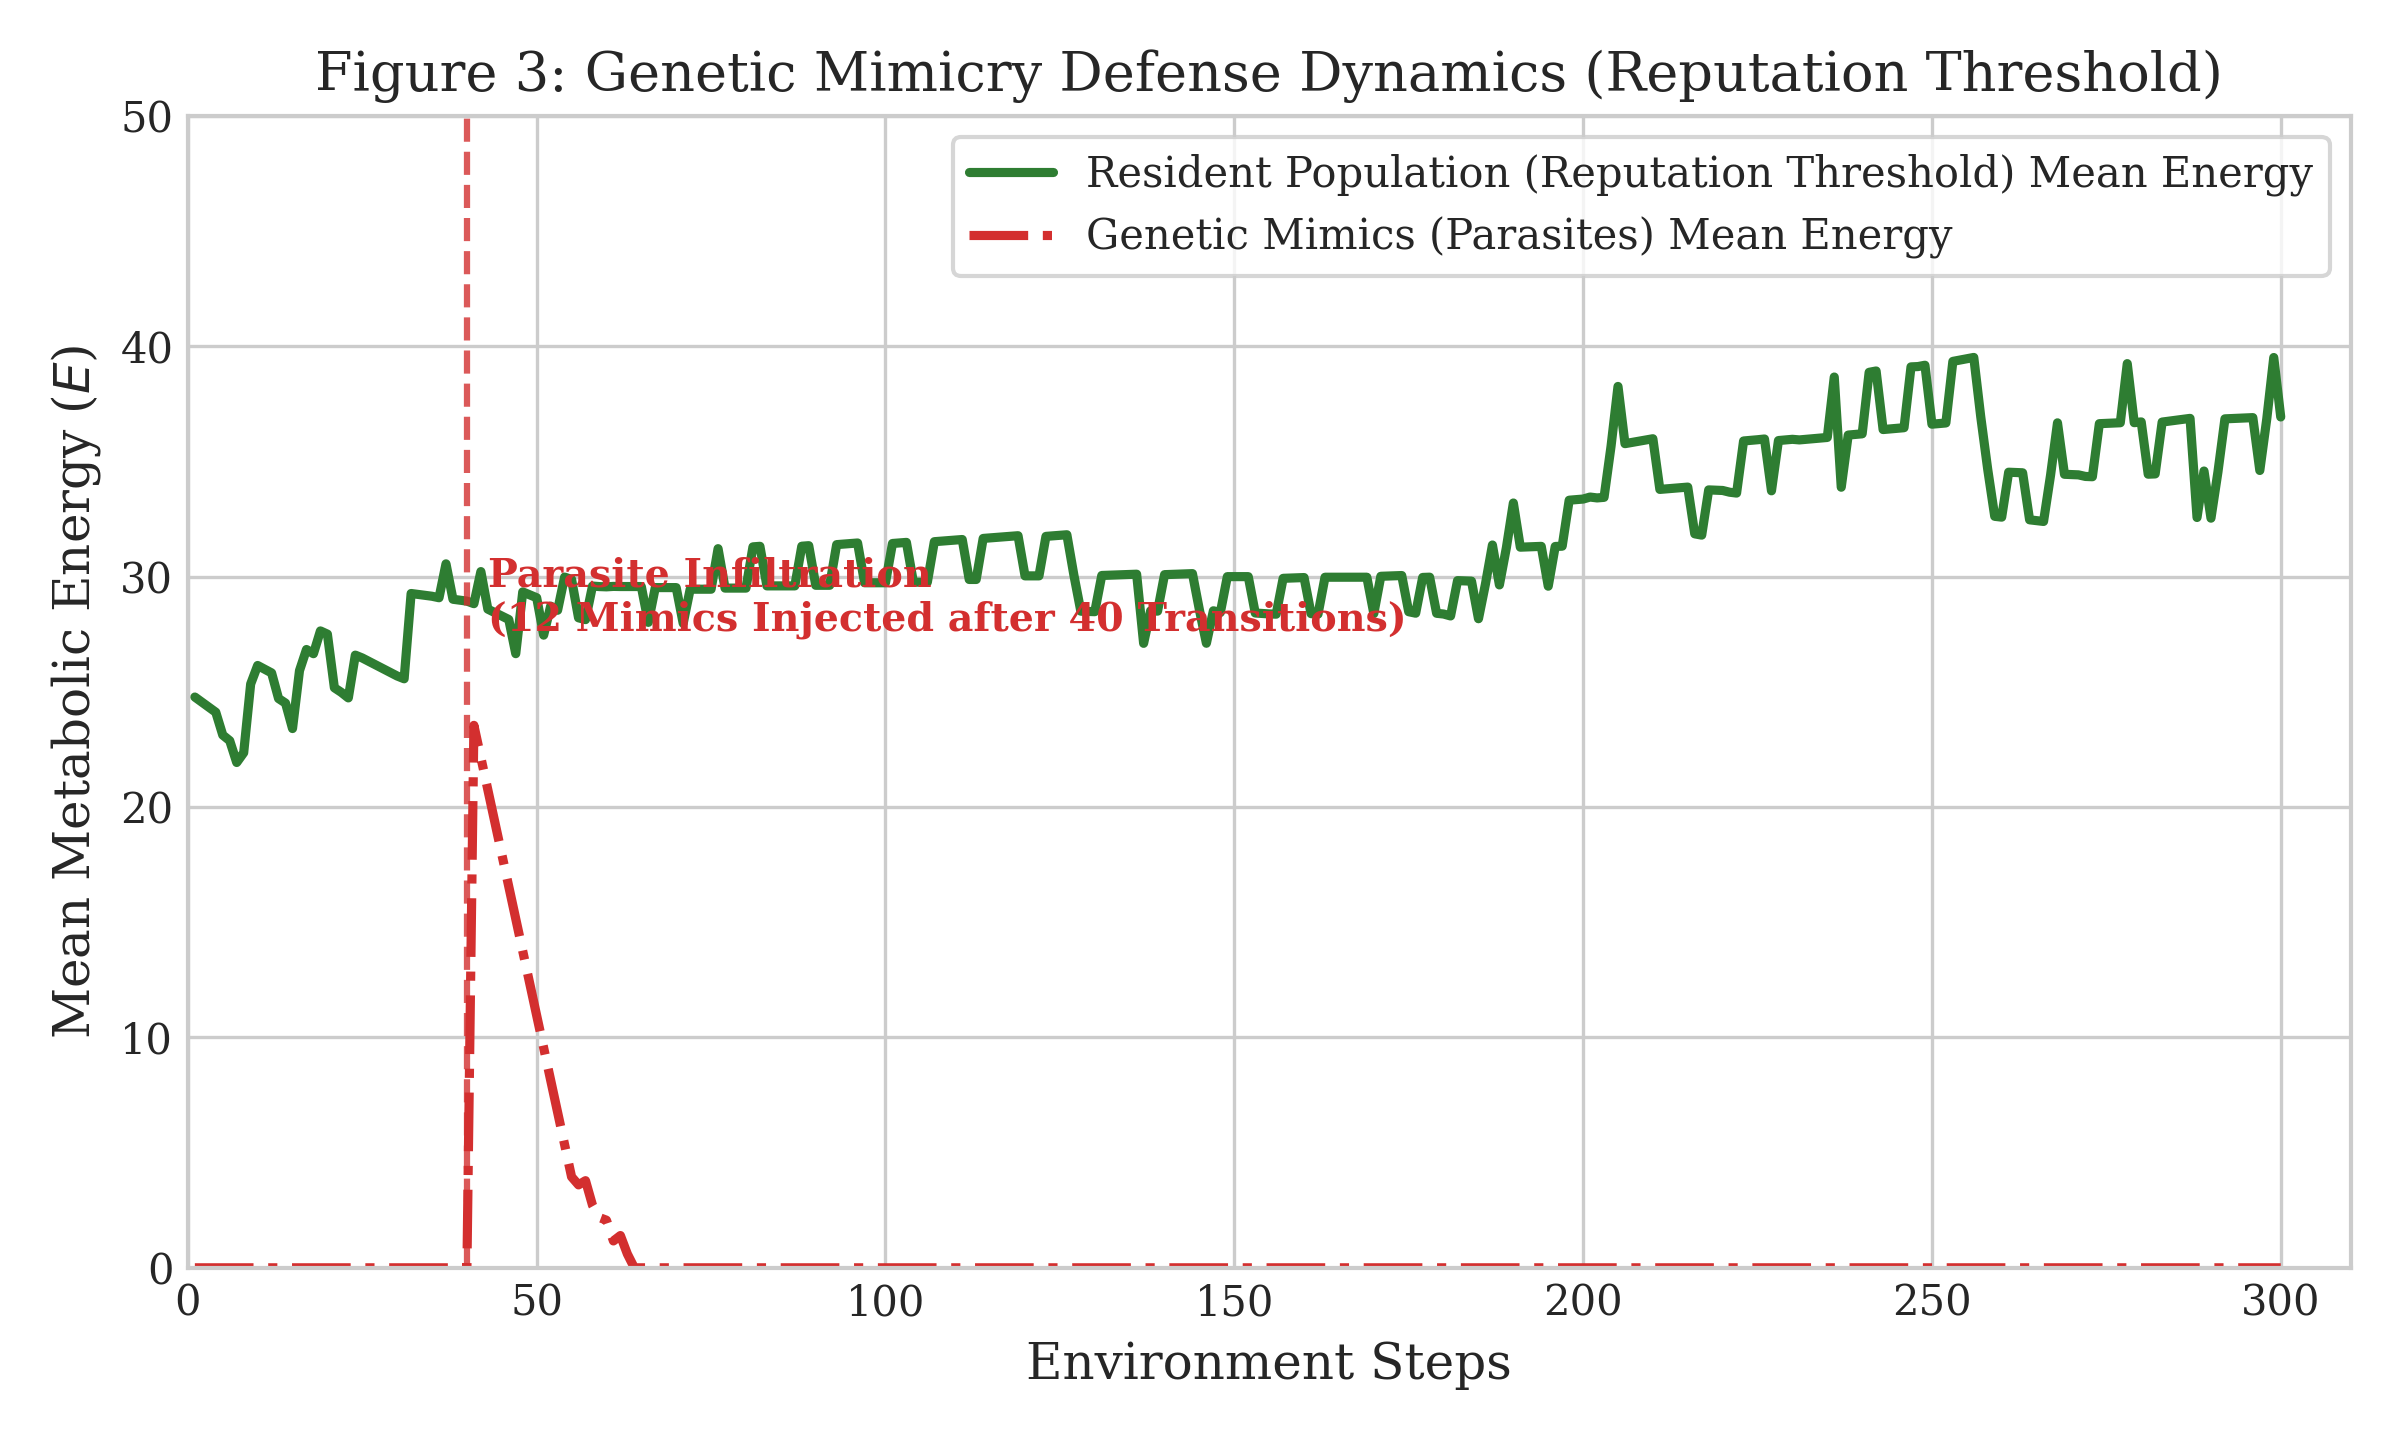 Figure 3: Genetic Mimicry Defense Dynamics (Reputation Threshold)
Resident Population (Reputation Threshold) Mean Energy
Genetic Mimics (Parasites) Mean Energy
Mean Metabolic Energy (E)
50
40
30
20
10
0
Parasite Infiltration
(12 Mimics Injected after 40 Transitions)
0 50 100 150 200 250 300
Environment Steps